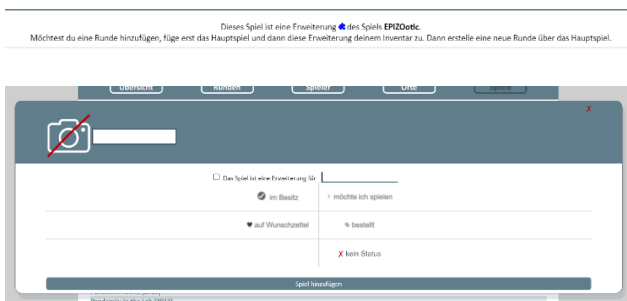 Dieses Spiel ist eine Erweiterung des Spiels EPIZOotic.
Möchtest du eine Runde hinzufügen, füge erst das Hauptspiel und dann diese Erweiterung deinem Inventar zu. Dann erstelle eine neue Runde über das Hauptspiel.
Übersicht Runden Spieler Orte Spiele
X
Das Spiel ist eine Erweiterung für
im Besitz möchte ich spielen
auf Wunschzettel bestellt
X kein Status
Spiel hinzufügen